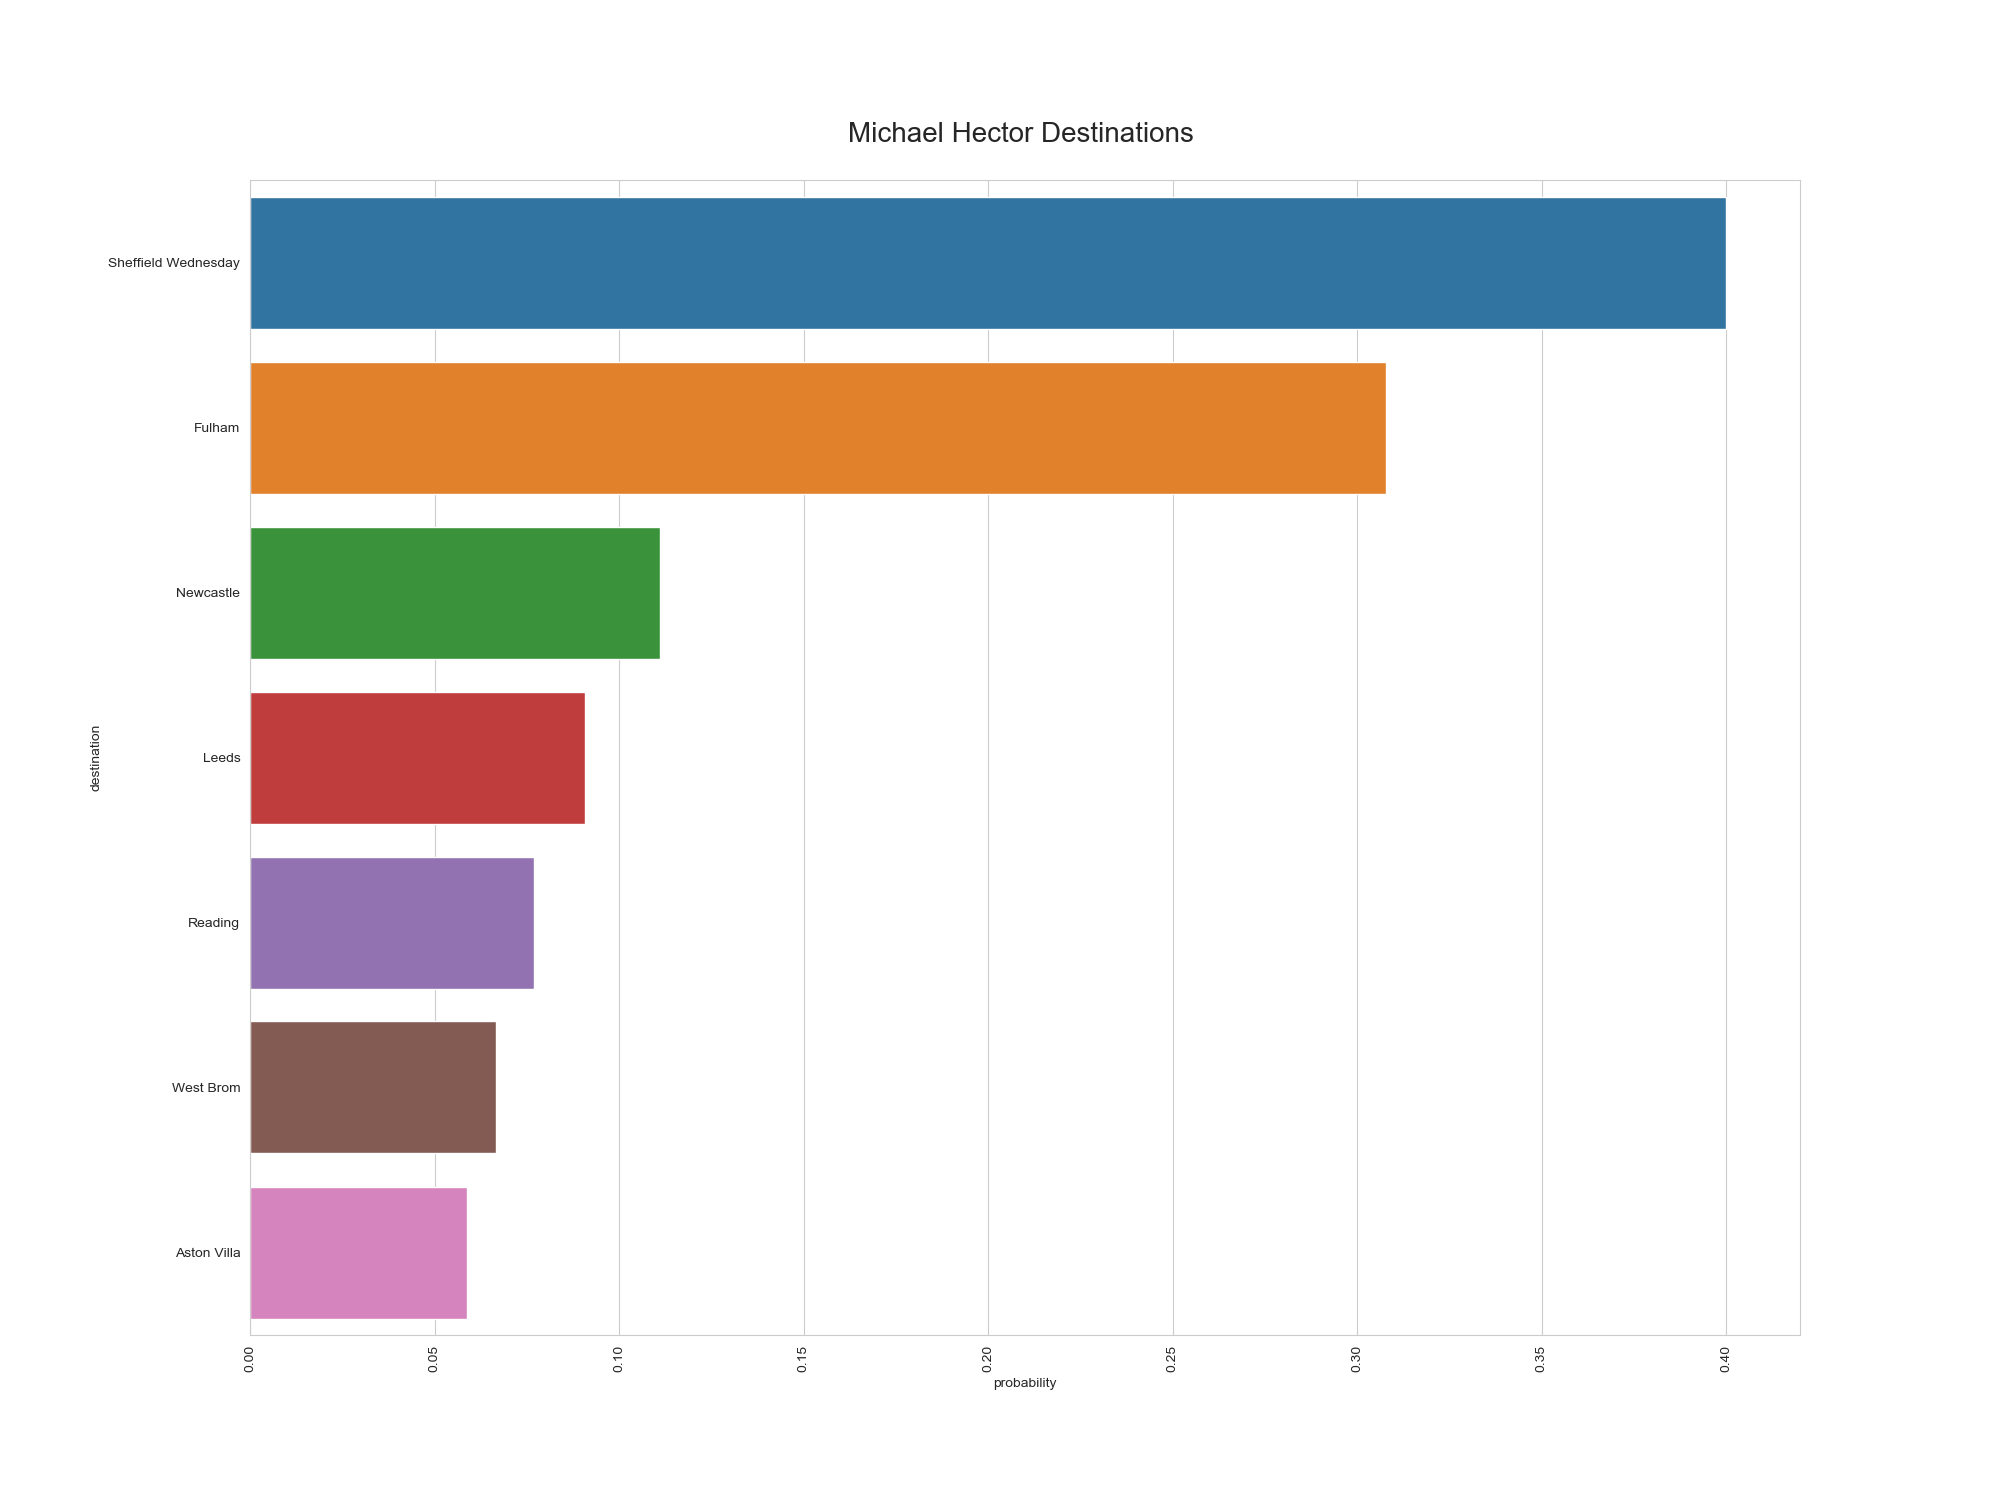 Michael Hector Destinations
Sheffield Wednesday
Fulham
Newcastle
Leeds
Reading
West Brom
Aston Villa
destination
0.00 0.05 0.10 0.15 0.20 0.25 0.30 0.35 0.40
probability